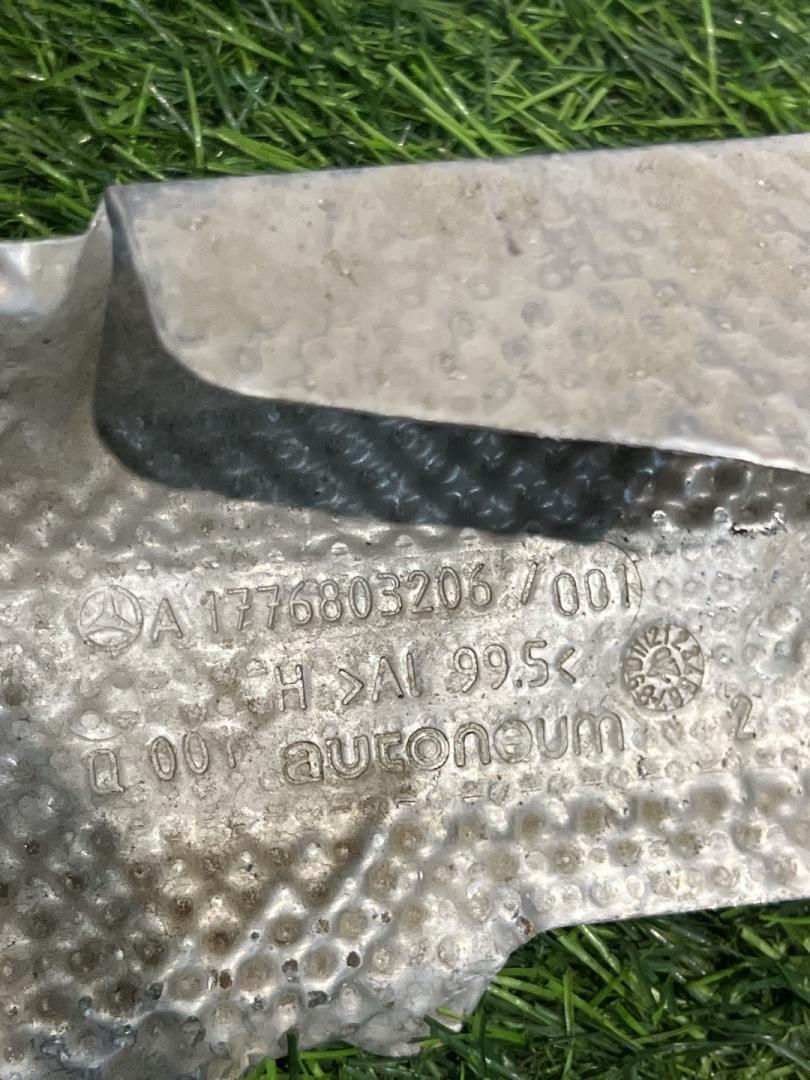 A 1776803206 / 001
H >Al 99.5<
Q 001 autoneum 2